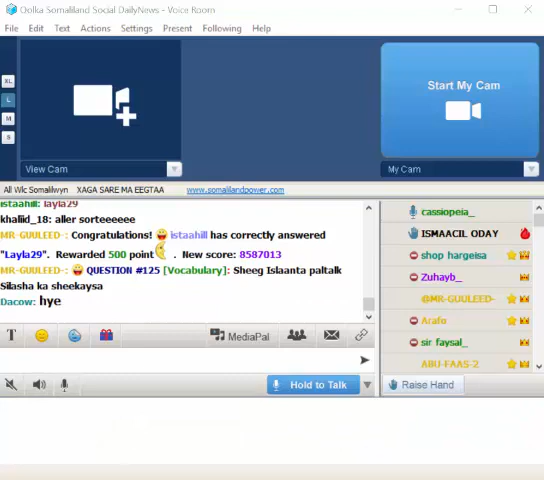 Oolka Somaliland Social DailyNews - Voice Room
File Edit Text Actions Settings Present Following Help
XL
L
M
S
Start My Cam
View Cam
My Cam
All Wlc Somalilwyn XAGA SARE MA EEGTAA www.somalilandpower.com
istaahill: layla29
khaliid_18: aller sorteeeeee
MR-GUULEED-: Congratulations! istaahill has correctly answered
"Layla29". Rewarded 500 point . New score: 8587013
MR-GUULEED-: QUESTION #125 [Vocabulary]: Sheeg Islaanta paltalk
Silasha ka sheekaysa
Dacow: hye
cassiopeia_
ISMAACIL ODAY
shop hargeisa
Zuhayb_
@MR-GUULEED-
Arafo
sir faysal_
ABU-FAAS-2
T
MediaPal
Hold to Talk
Raise Hand